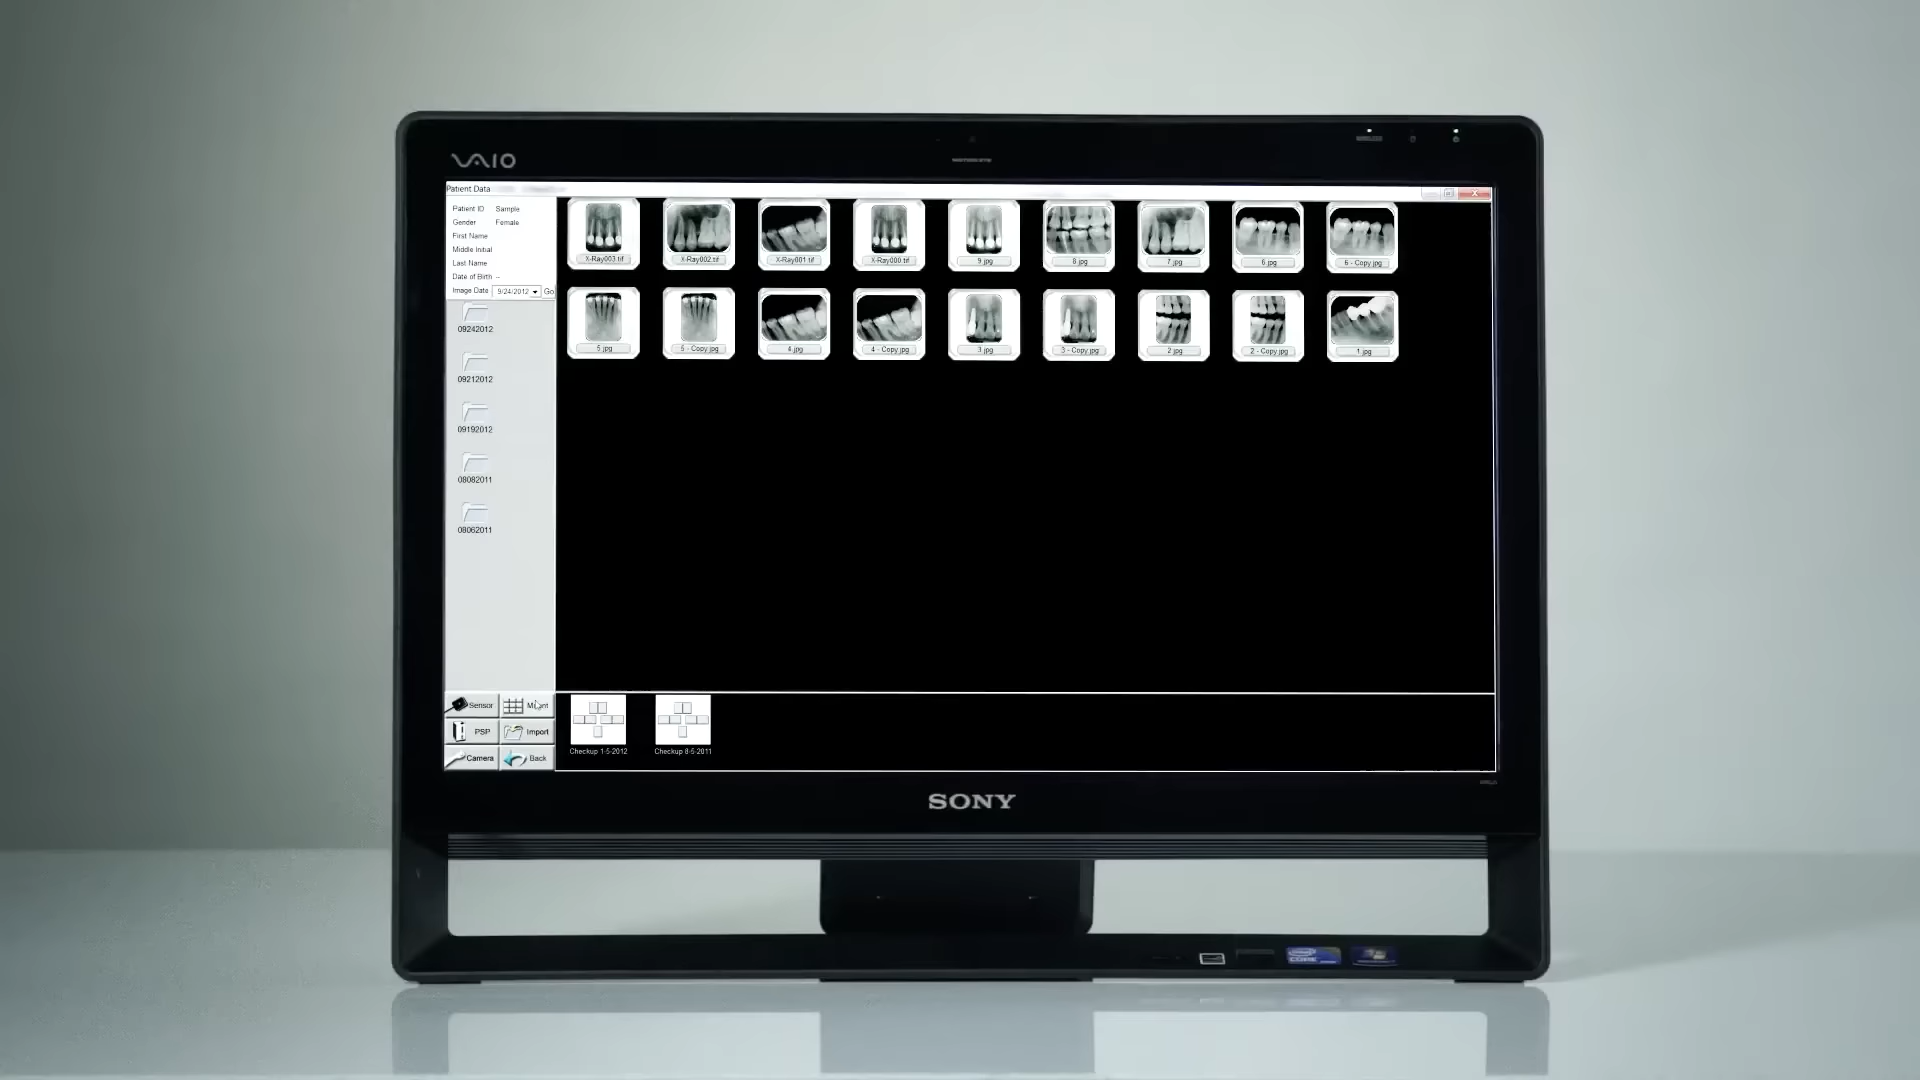 VAIO
Patient Data
Patient ID Sample
Gender Female
First Name
Middle Initial
Last Name
Date of Birth --
Image Date 9/24/2012 Go
09242012
09212012
09192012
08082011
08062011
X-Ray003.tif X-Ray002.tif X-Ray001.tif X-Ray000.tif 9.jpg 8.jpg 7.jpg 6.jpg 6 - Copy.jpg
5.jpg 5 - Copy.jpg 4.jpg 4 - Copy.jpg 3.jpg 3 - Copy.jpg 2.jpg 2 - Copy.jpg 1.jpg
Sensor Mount
PSP Import
Camera Back
Checkup 1-5-2012 Checkup 8-5-2011
SONY
CORE